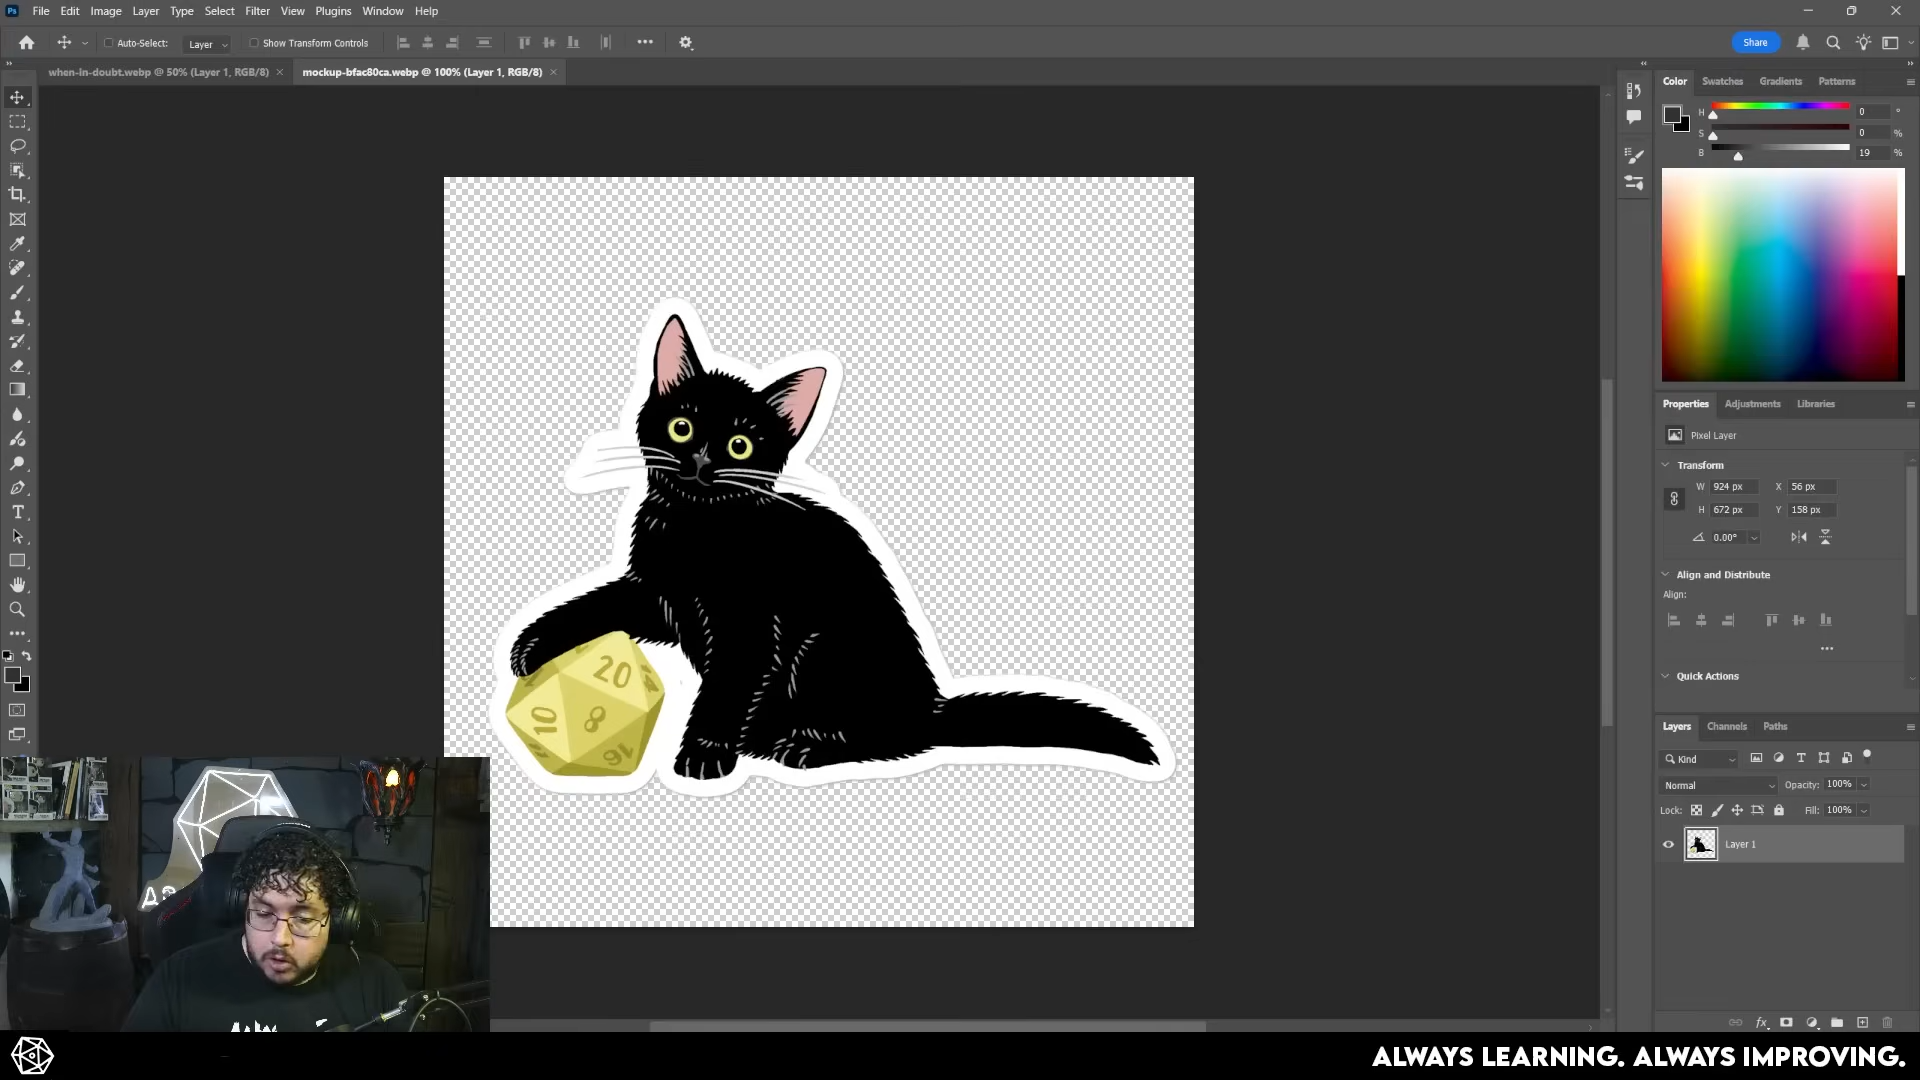 Ps File Edit Image Layer Type Select Filter View Plugins Window Help
Auto-Select: Layer Show Transform Controls Share
when-in-doubt.webp @ 50% (Layer 1, RGB/8) × mockup-bfac80ca.webp @ 100% (Layer 1, RGB/8) ×
Color Swatches Gradients Patterns
H 0 °
S 0 %
B 19 %
Properties Adjustments Libraries
Pixel Layer
Transform
W 924 px X 56 px
H 672 px Y 158 px
0.00°
Align and Distribute
Align:
Quick Actions
Layers Channels Paths
Kind
Normal Opacity: 100%
Lock: Fill: 100%
Layer 1
fx
20
10 8
16
ALWAYS LEARNING. ALWAYS IMPROVING.